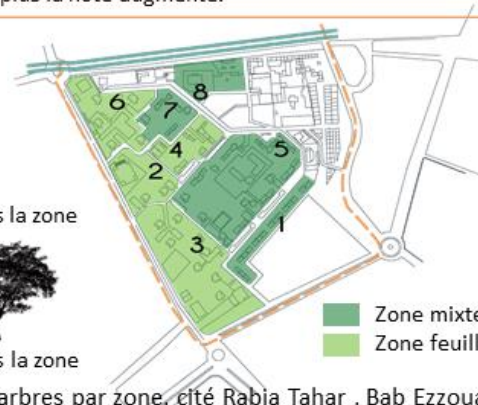 plus la note augmente.
6
8
7
4
5
2
1
3
s la zone
Zone mixte
Zone feuill
s la zone
arbres par zone, cité Rabia Tahar . Bab Ezzoua